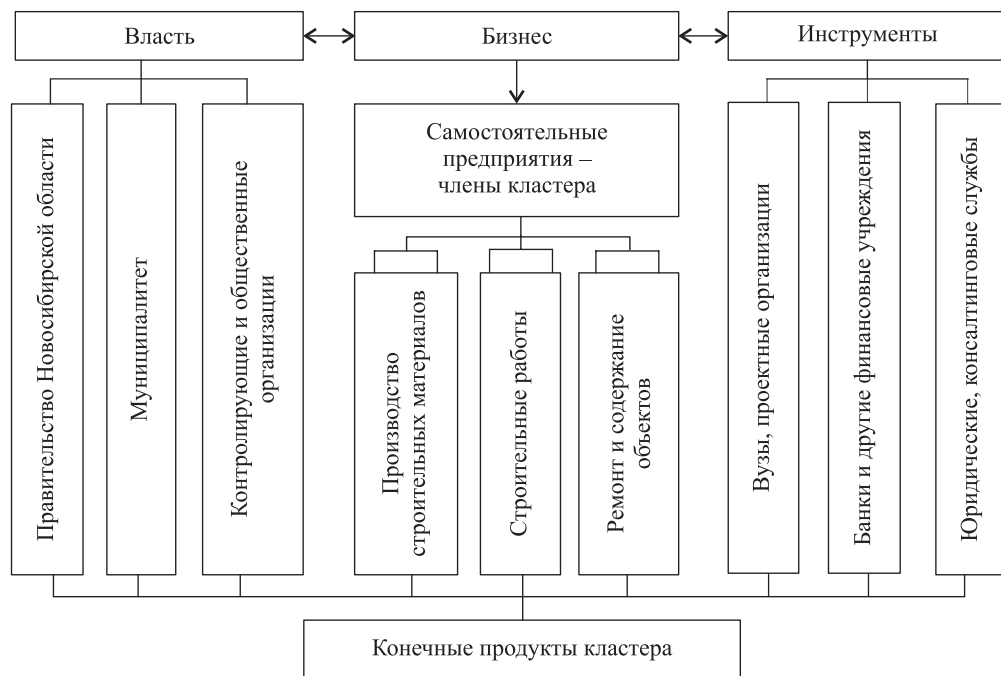 Власть
Бизнес
Инструменты
Правительство Новосибирской области
Муниципалитет
Контролирующие и общественные
организации
Самостоятельные
предприятия –
члены кластера
Производство
строительных материалов
Строительные работы
Ремонт и содержание
объектов
Вузы, проектные организации
Банки и другие финансовые учреждения
Юридические, консалтинговые службы
Конечные продукты кластера